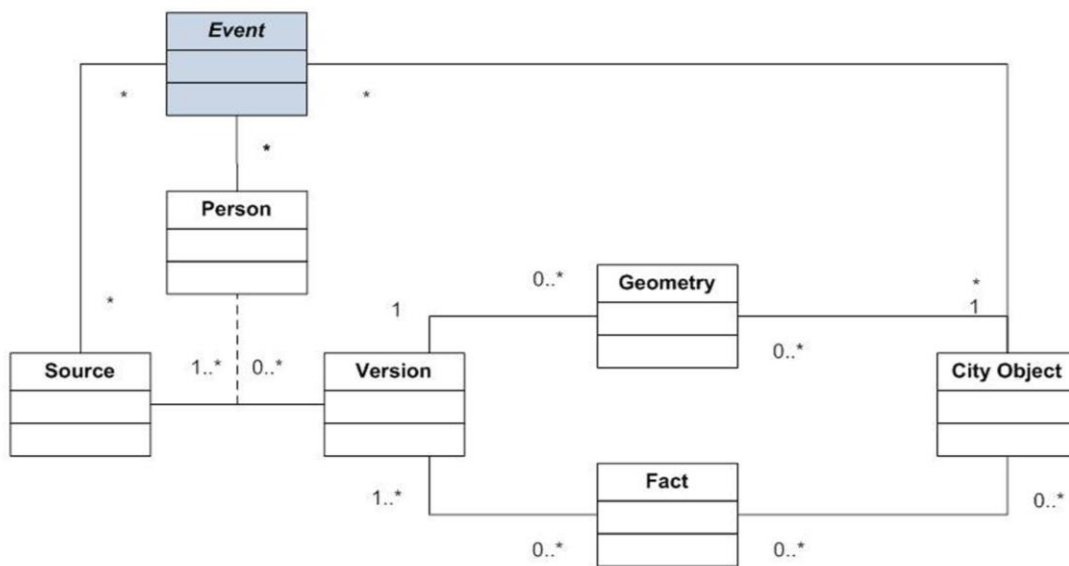 Event
*
*
*
Person
0..*
Geometry
*
*
1
1
1..*
0..*
0..*
Source
Version
City Object
1..*
Fact
0..*
0..*
0..*